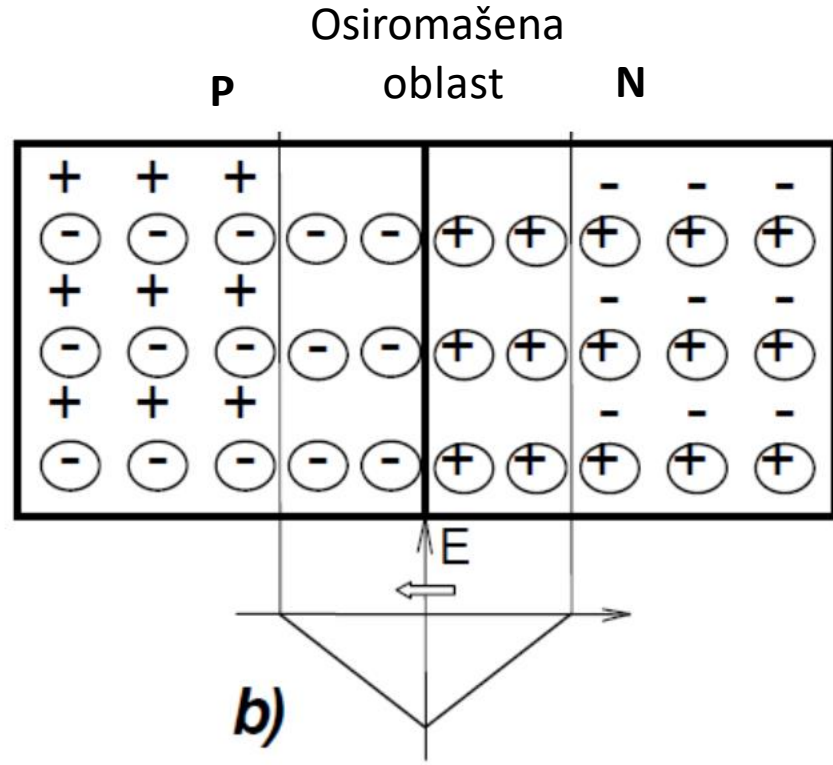 Osiromašena
P oblast N
+ + + - - -
- - - - - + + + + +
+ + + - - -
- - - - - + + + + +
+ + + - - -
- - - - - + + + + +
E
b)